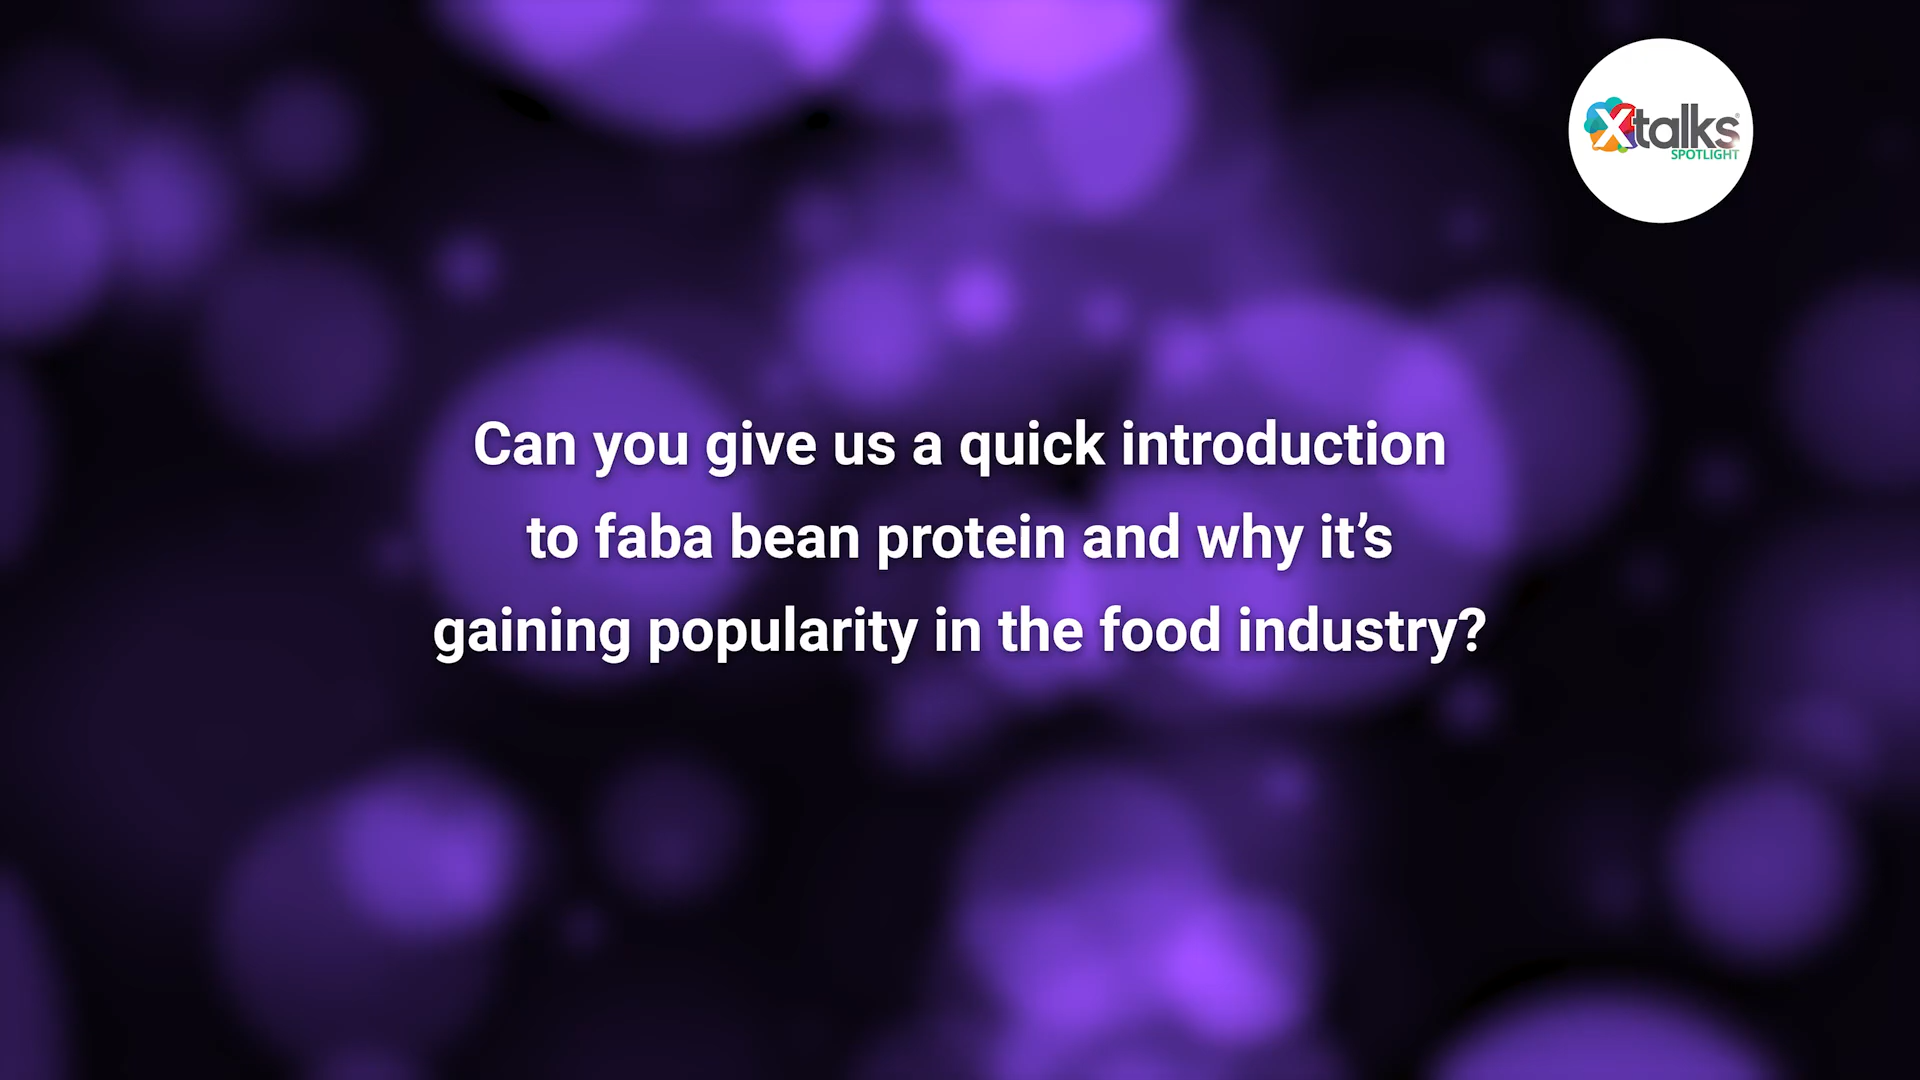 Xtalks
SPOTLIGHT
Can you give us a quick introduction
to faba bean protein and why it’s
gaining popularity in the food industry?